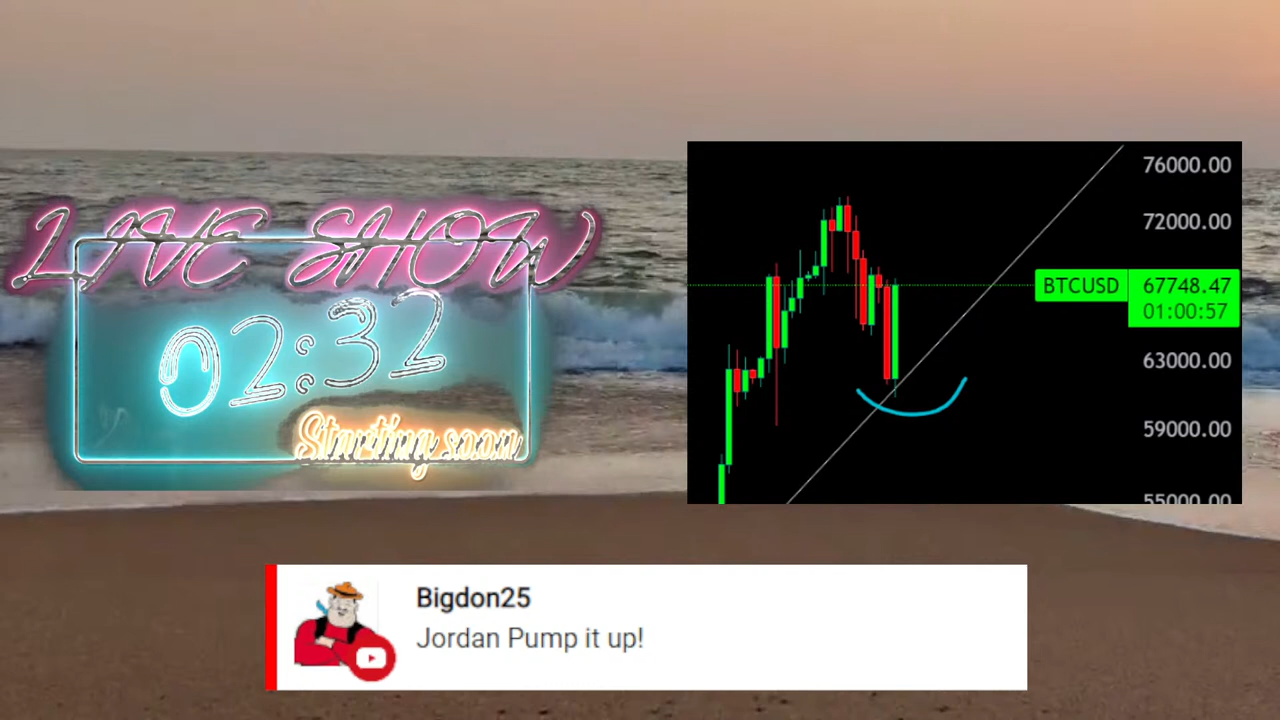 LIVE SHOW
02:32
Starting soon
76000.00
72000.00
BTCUSD 67748.47
01:00:57
63000.00
59000.00
55000.00
Bigdon25
Jordan Pump it up!